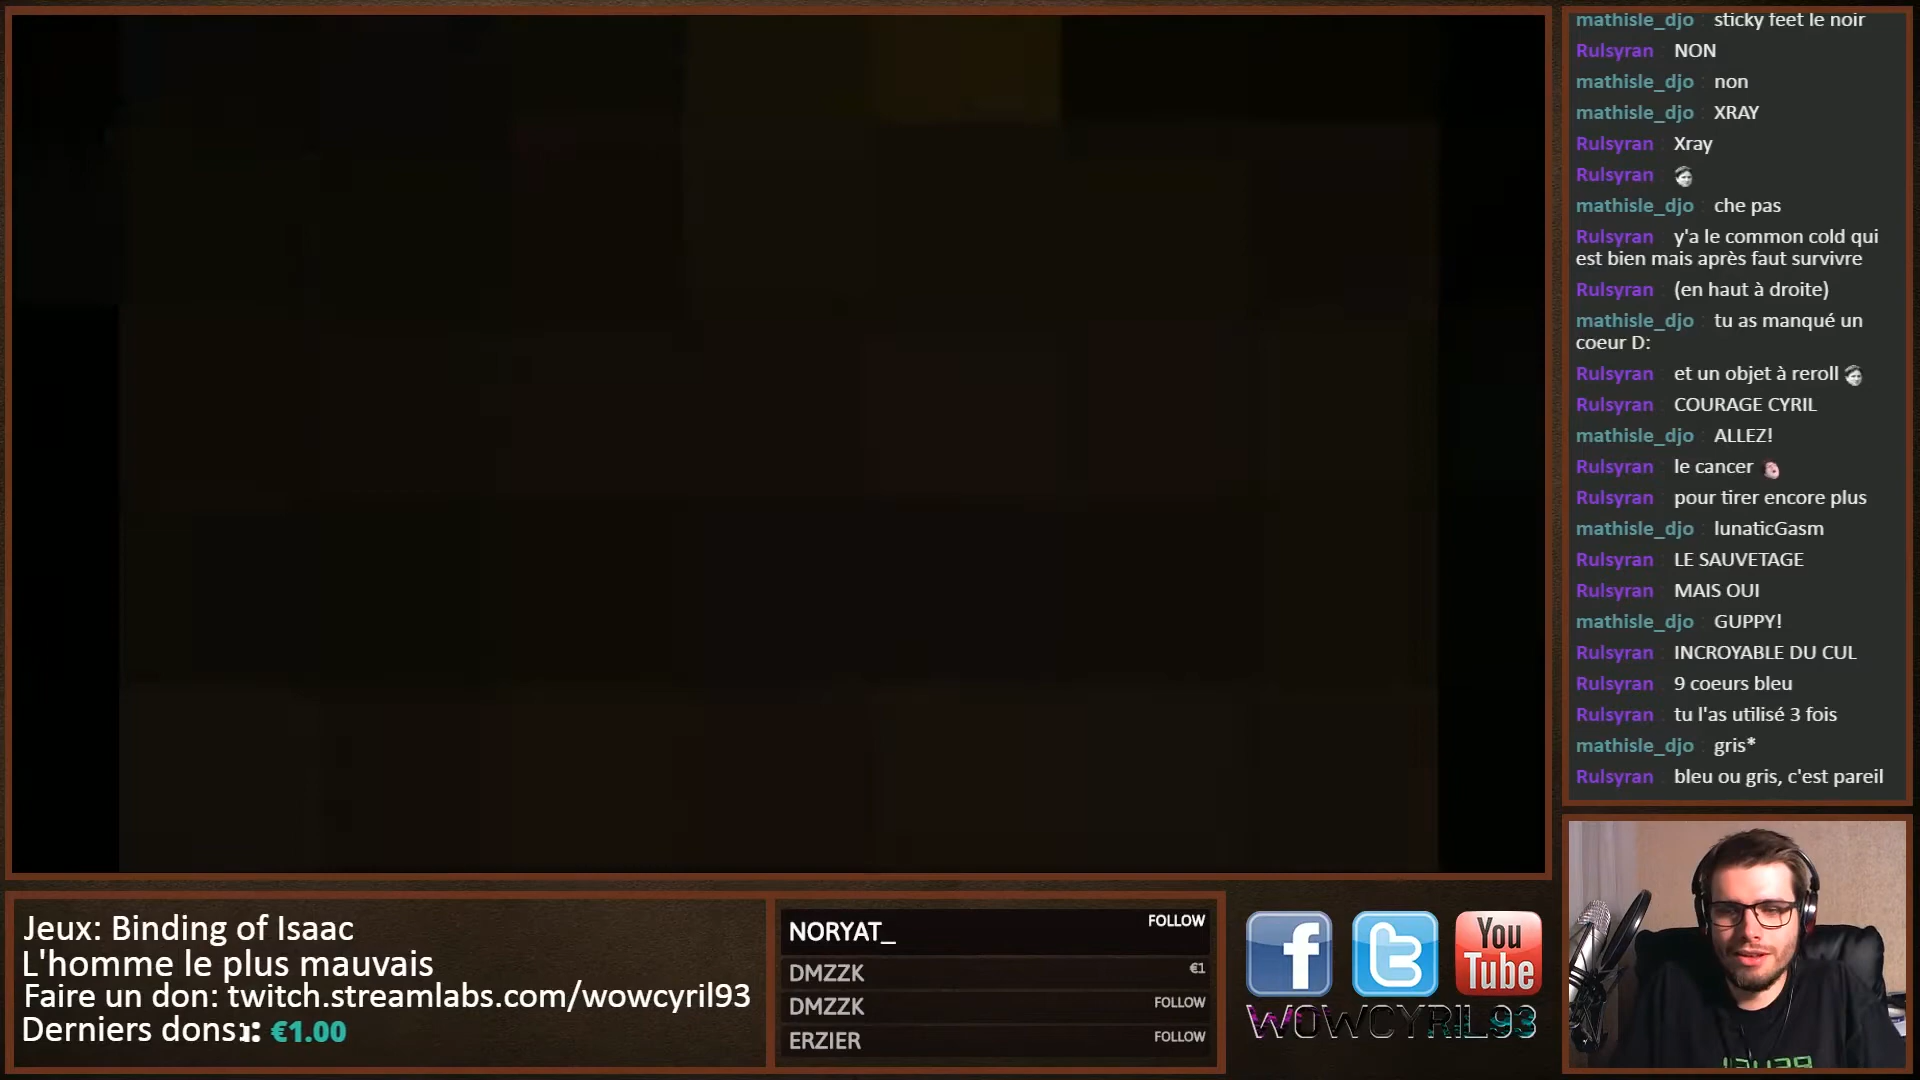 mathisle_djo : sticky feet le noir
Rulsyran : NON
mathisle_djo : non
mathisle_djo : XRAY
Rulsyran : Xray
Rulsyran :
mathisle_djo : che pas
Rulsyran : y'a le common cold qui
est bien mais après faut survivre
Rulsyran : (en haut à droite)
mathisle_djo : tu as manqué un
coeur D:
Rulsyran : et un objet à reroll
Rulsyran : COURAGE CYRIL
mathisle_djo : ALLEZ!
Rulsyran : le cancer
Rulsyran : pour tirer encore plus
mathisle_djo : lunaticGasm
Rulsyran : LE SAUVETAGE
Rulsyran : MAIS OUI
mathisle_djo : GUPPY!
Rulsyran : INCROYABLE DU CUL
Rulsyran : 9 coeurs bleu
Rulsyran : tu l'as utilisé 3 fois
mathisle_djo : gris*
Rulsyran : bleu ou gris, c'est pareil
Jeux: Binding of Isaac
L'homme le plus mauvais
Faire un don: twitch.streamlabs.com/wowcyril93
Derniers dons: €1.00
NORYAT_ FOLLOW
DMZZK €1
DMZZK FOLLOW
ERZIER FOLLOW
f
t
You
Tube
WOWCYRIL93